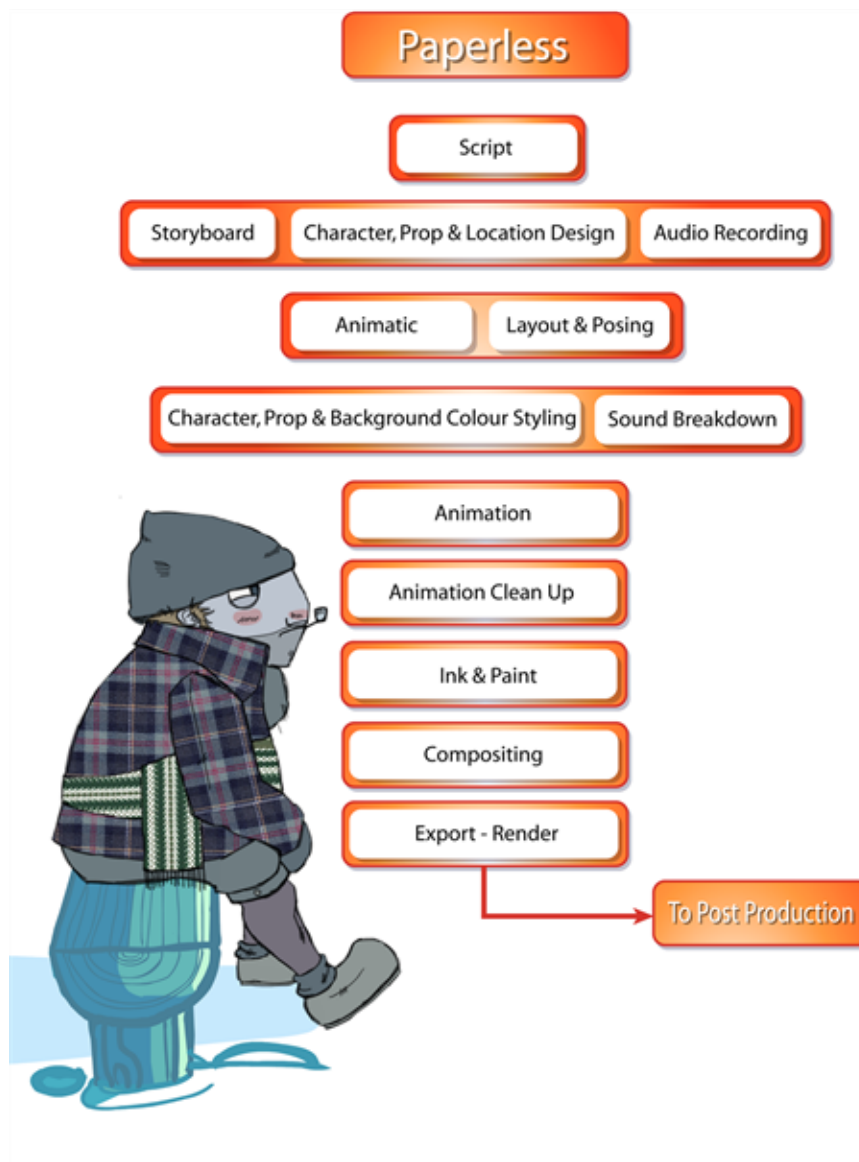 Paperless
Script
Storyboard
Character, Prop & Location Design
Audio Recording
Animatic
Layout & Posing
Character, Prop & Background Colour Styling
Sound Breakdown
Animation
Animation Clean Up
Ink & Paint
Compositing
Export - Render
To Post Production